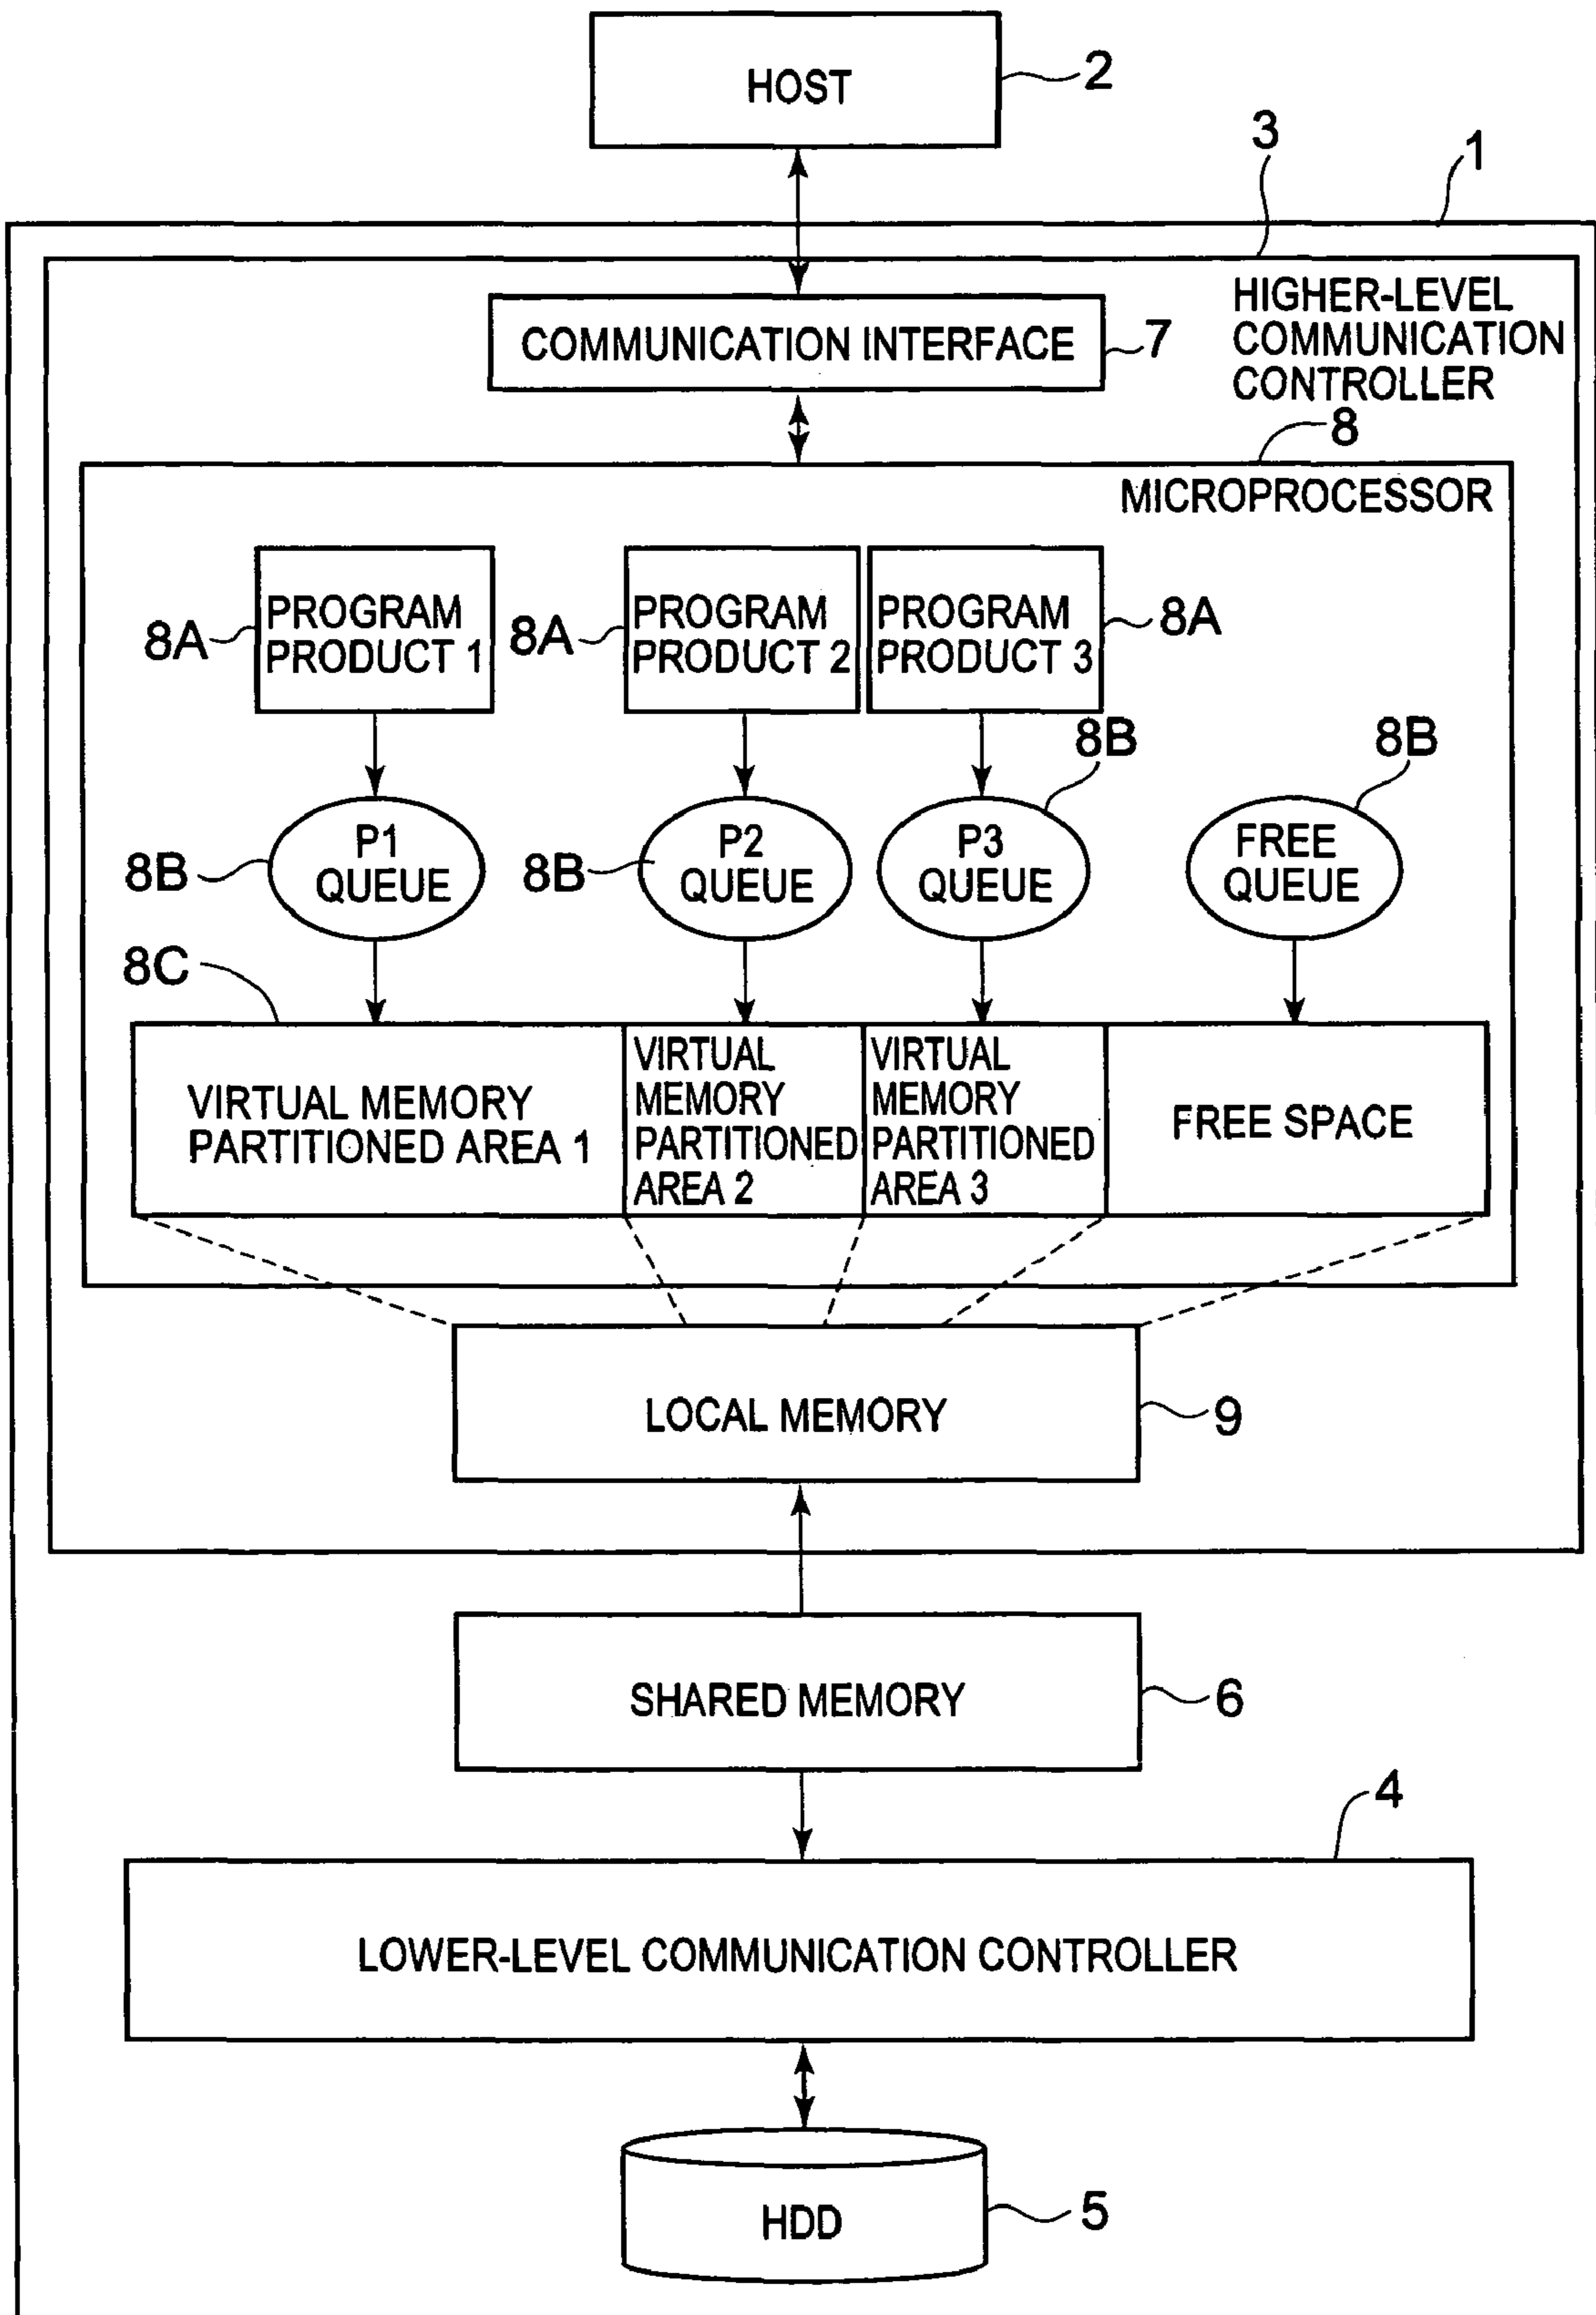 HOST
2
3
1
HIGHER-LEVEL
COMMUNICATION
CONTROLLER
COMMUNICATION INTERFACE
7
8
MICROPROCESSOR
8A
PROGRAM
PRODUCT 1
8A
PROGRAM
PRODUCT 2
PROGRAM
PRODUCT 3
8A
8B
P1
QUEUE
8B
P2
QUEUE
8B
P3
QUEUE
8B
FREE
QUEUE
8C
VIRTUAL MEMORY
PARTITIONED AREA 1
VIRTUAL
MEMORY
PARTITIONED
AREA 2
VIRTUAL
MEMORY
PARTITIONED
AREA 3
FREE SPACE
LOCAL MEMORY
9
SHARED MEMORY
6
4
LOWER-LEVEL COMMUNICATION CONTROLLER
HDD
5